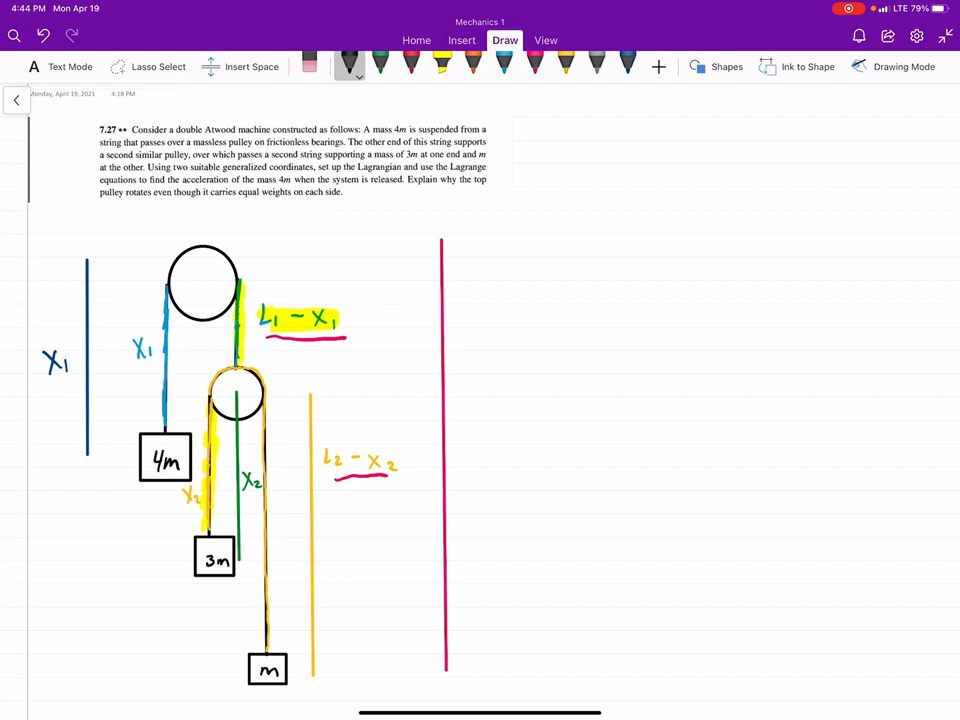 4:44 PM Mon Apr 19
LTE 79%
Mechanics 1
Home Insert Draw View
A Text Mode Lasso Select Insert Space Shapes Ink to Shape Drawing Mode
Monday, April 19, 2021 4:18 PM
7.27 ★★ Consider a double Atwood machine constructed as follows: A mass 4m is suspended from a
string that passes over a massless pulley on frictionless bearings. The other end of this string supports
a second similar pulley, over which passes a second string supporting a mass of 3m at one end and m
at the other. Using two suitable generalized coordinates, set up the Lagrangian and use the Lagrange
equations to find the acceleration of the mass 4m when the system is released. Explain why the top
pulley rotates even though it carries equal weights on each side.
L₁ - X₁
X₁
X₁
4m
L₂ - X₂
X₂
X₂
3m
m